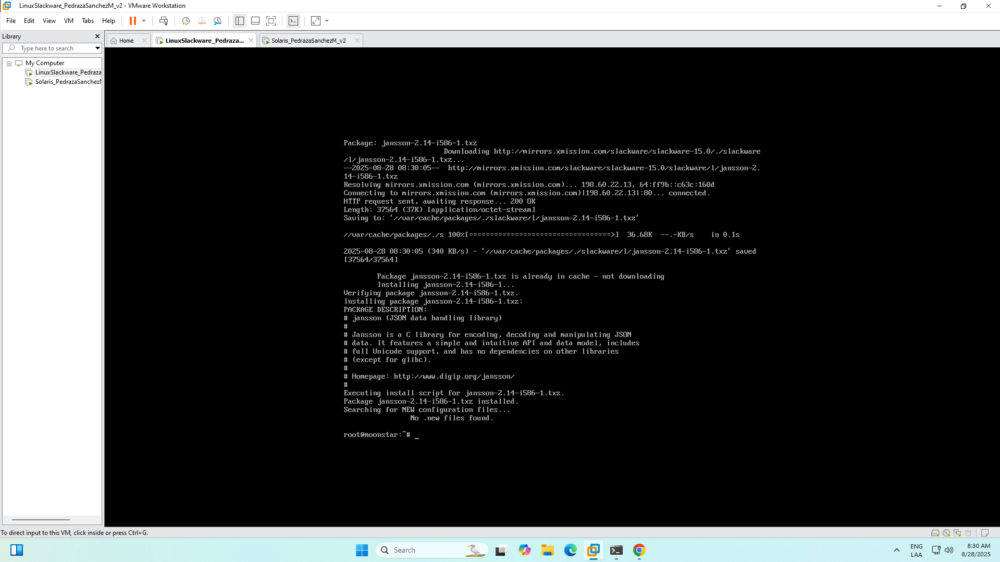 LinuxSlackware_PedrazaSanchezM_v2 - VMware Workstation
File Edit View VM Tabs Help
Library
Type here to search
My Computer
LinuxSlackware_Pedraza
Solaris_PedrazaSanchezM
Home LinuxSlackware_Pedraza... Solaris_PedrazaSanchezM_v2
Package: jansson-2.14-i586-1.txz
Downloading http://mirrors.xmission.com/slackware/slackware-15.0/./slackware
/l/jansson-2.14-i586-1.txz...
--2025-08-28 08:30:05--  http://mirrors.xmission.com/slackware/slackware-15.0/slackware/l/jansson-2.
14-i586-1.txz
Resolving mirrors.xmission.com (mirrors.xmission.com)... 198.60.22.13, 64:ff9b::c63c:160d
Connecting to mirrors.xmission.com (mirrors.xmission.com)|198.60.22.13|:80... connected.
HTTP request sent, awaiting response... 200 OK
Length: 37564 (37K) [application/octet-stream]
Saving to: '//var/cache/packages/./slackware/l/jansson-2.14-i586-1.txz'
//var/cache/packages/./s 100%[==================================>]  36.68K  --.-KB/s    in 0.1s
2025-08-28 08:30:05 (340 KB/s) - '//var/cache/packages/./slackware/l/jansson-2.14-i586-1.txz' saved
[37564/37564]
Package jansson-2.14-i586-1.txz is already in cache - not downloading
Installing jansson-2.14-i586-1...
Verifying package jansson-2.14-i586-1.txz.
Installing package jansson-2.14-i586-1.txz:
PACKAGE DESCRIPTION:
# jansson (JSON data handling library)
#
# Jansson is a C library for encoding, decoding and manipulating JSON
# data. It features a simple and intuitive API and data model, includes
# full Unicode support, and has no dependencies on other libraries
# (except for glibc).
#
# Homepage: http://www.digip.org/jansson/
#
Executing install script for jansson-2.14-i586-1.txz.
Package jansson-2.14-i586-1.txz installed.
Searching for NEW configuration files...
No .new files found.
root@moonstar:~# _
To direct input to this VM, click inside or press Ctrl+G.
Search
ENG
LAA
8:30 AM
8/28/2025